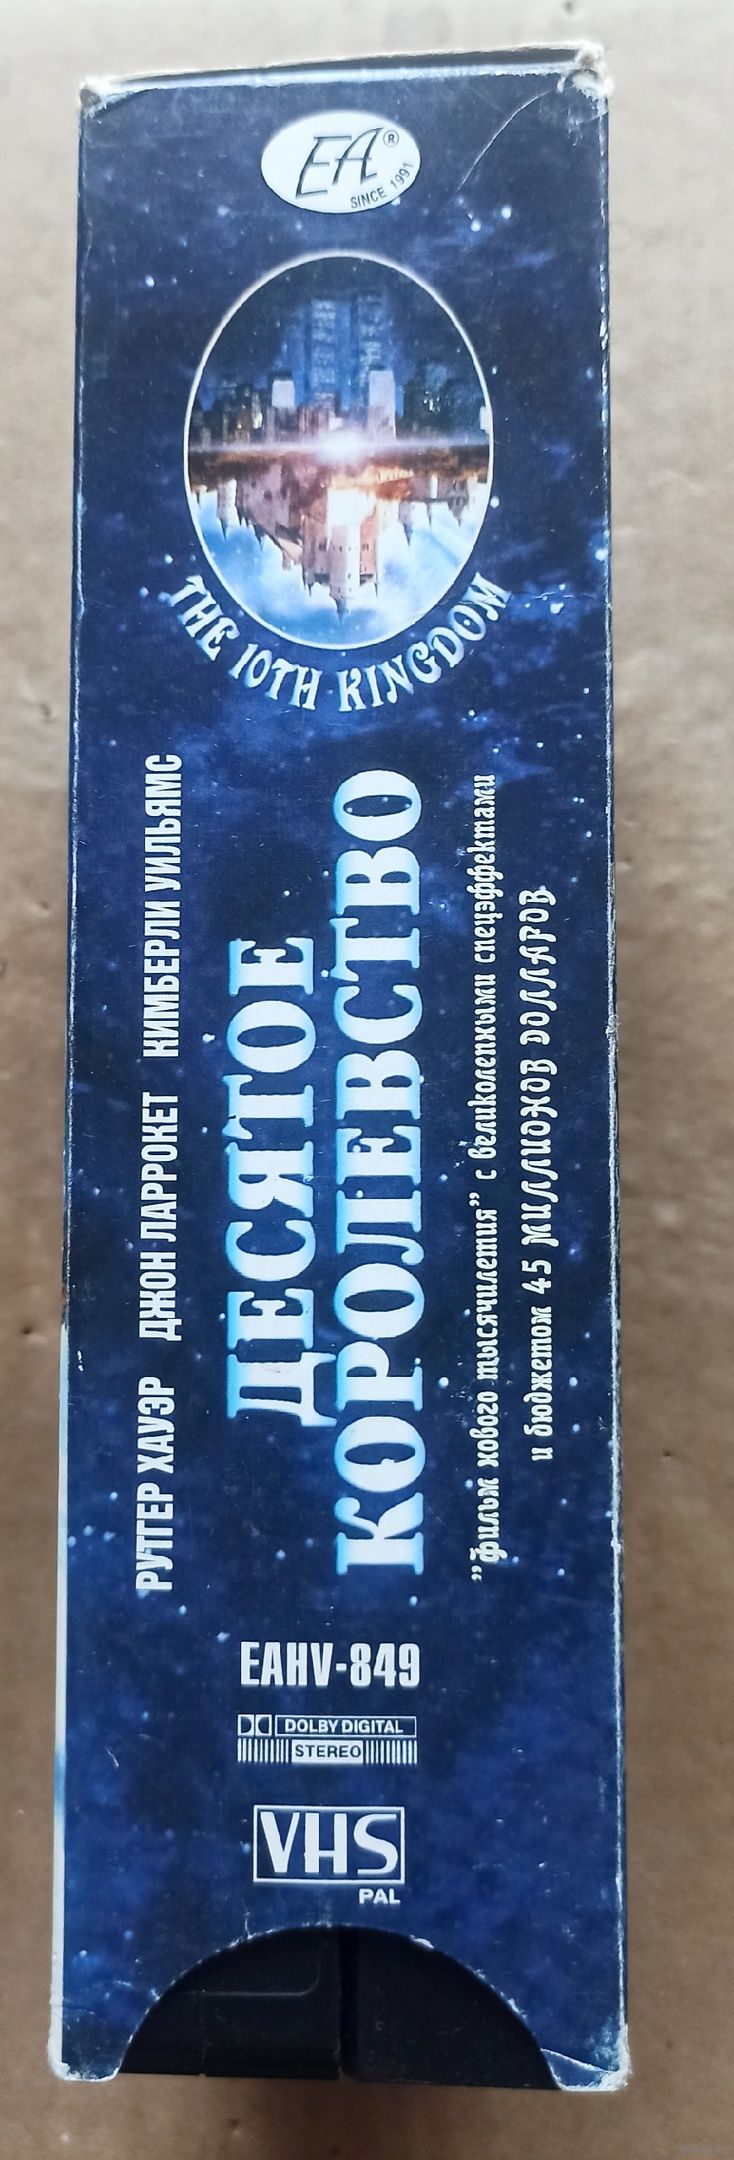 EA®
SINCE 1991
THE 10TH KINGDOM
РУТГЕР ХАУЭР ДЖОН ЛАРРОКЕТ КИМБЕРЛИ УИЛЬЯМС
ДЕСЯТОЕ
КОРОЛЕВСТВО
"Фильм нового тысячилетия" с великолепными спецэффектами
и бюджетом 45 МИЛЛИОНОВ ДОЛЛАРОВ
EAHV-849
DOLBY DIGITAL
STEREO
VHS
PAL